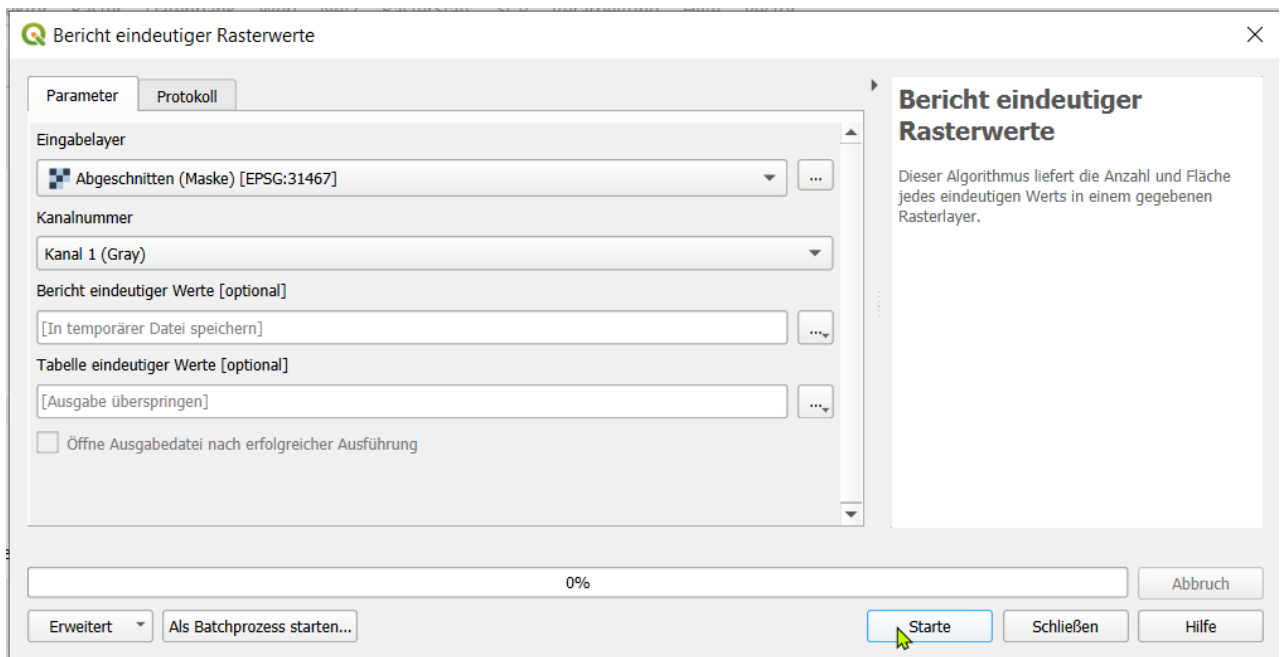 Bericht eindeutiger Rasterwerte
Parameter
Protokoll
Eingabelayer
Abgeschnitten (Maske) [EPSG:31467]
...
Kanalnummer
Kanal 1 (Gray)
Bericht eindeutiger Werte [optional]
[In temporärer Datei speichern]
...
Tabelle eindeutiger Werte [optional]
[Ausgabe überspringen]
...
Öffne Ausgabedatei nach erfolgreicher Ausführung
Bericht eindeutiger
Rasterwerte
Dieser Algorithmus liefert die Anzahl und Fläche
jedes eindeutigen Werts in einem gegebenen
Rasterlayer.
0%
Abbruch
Erweitert
Als Batchprozess starten...
Starte
Schließen
Hilfe